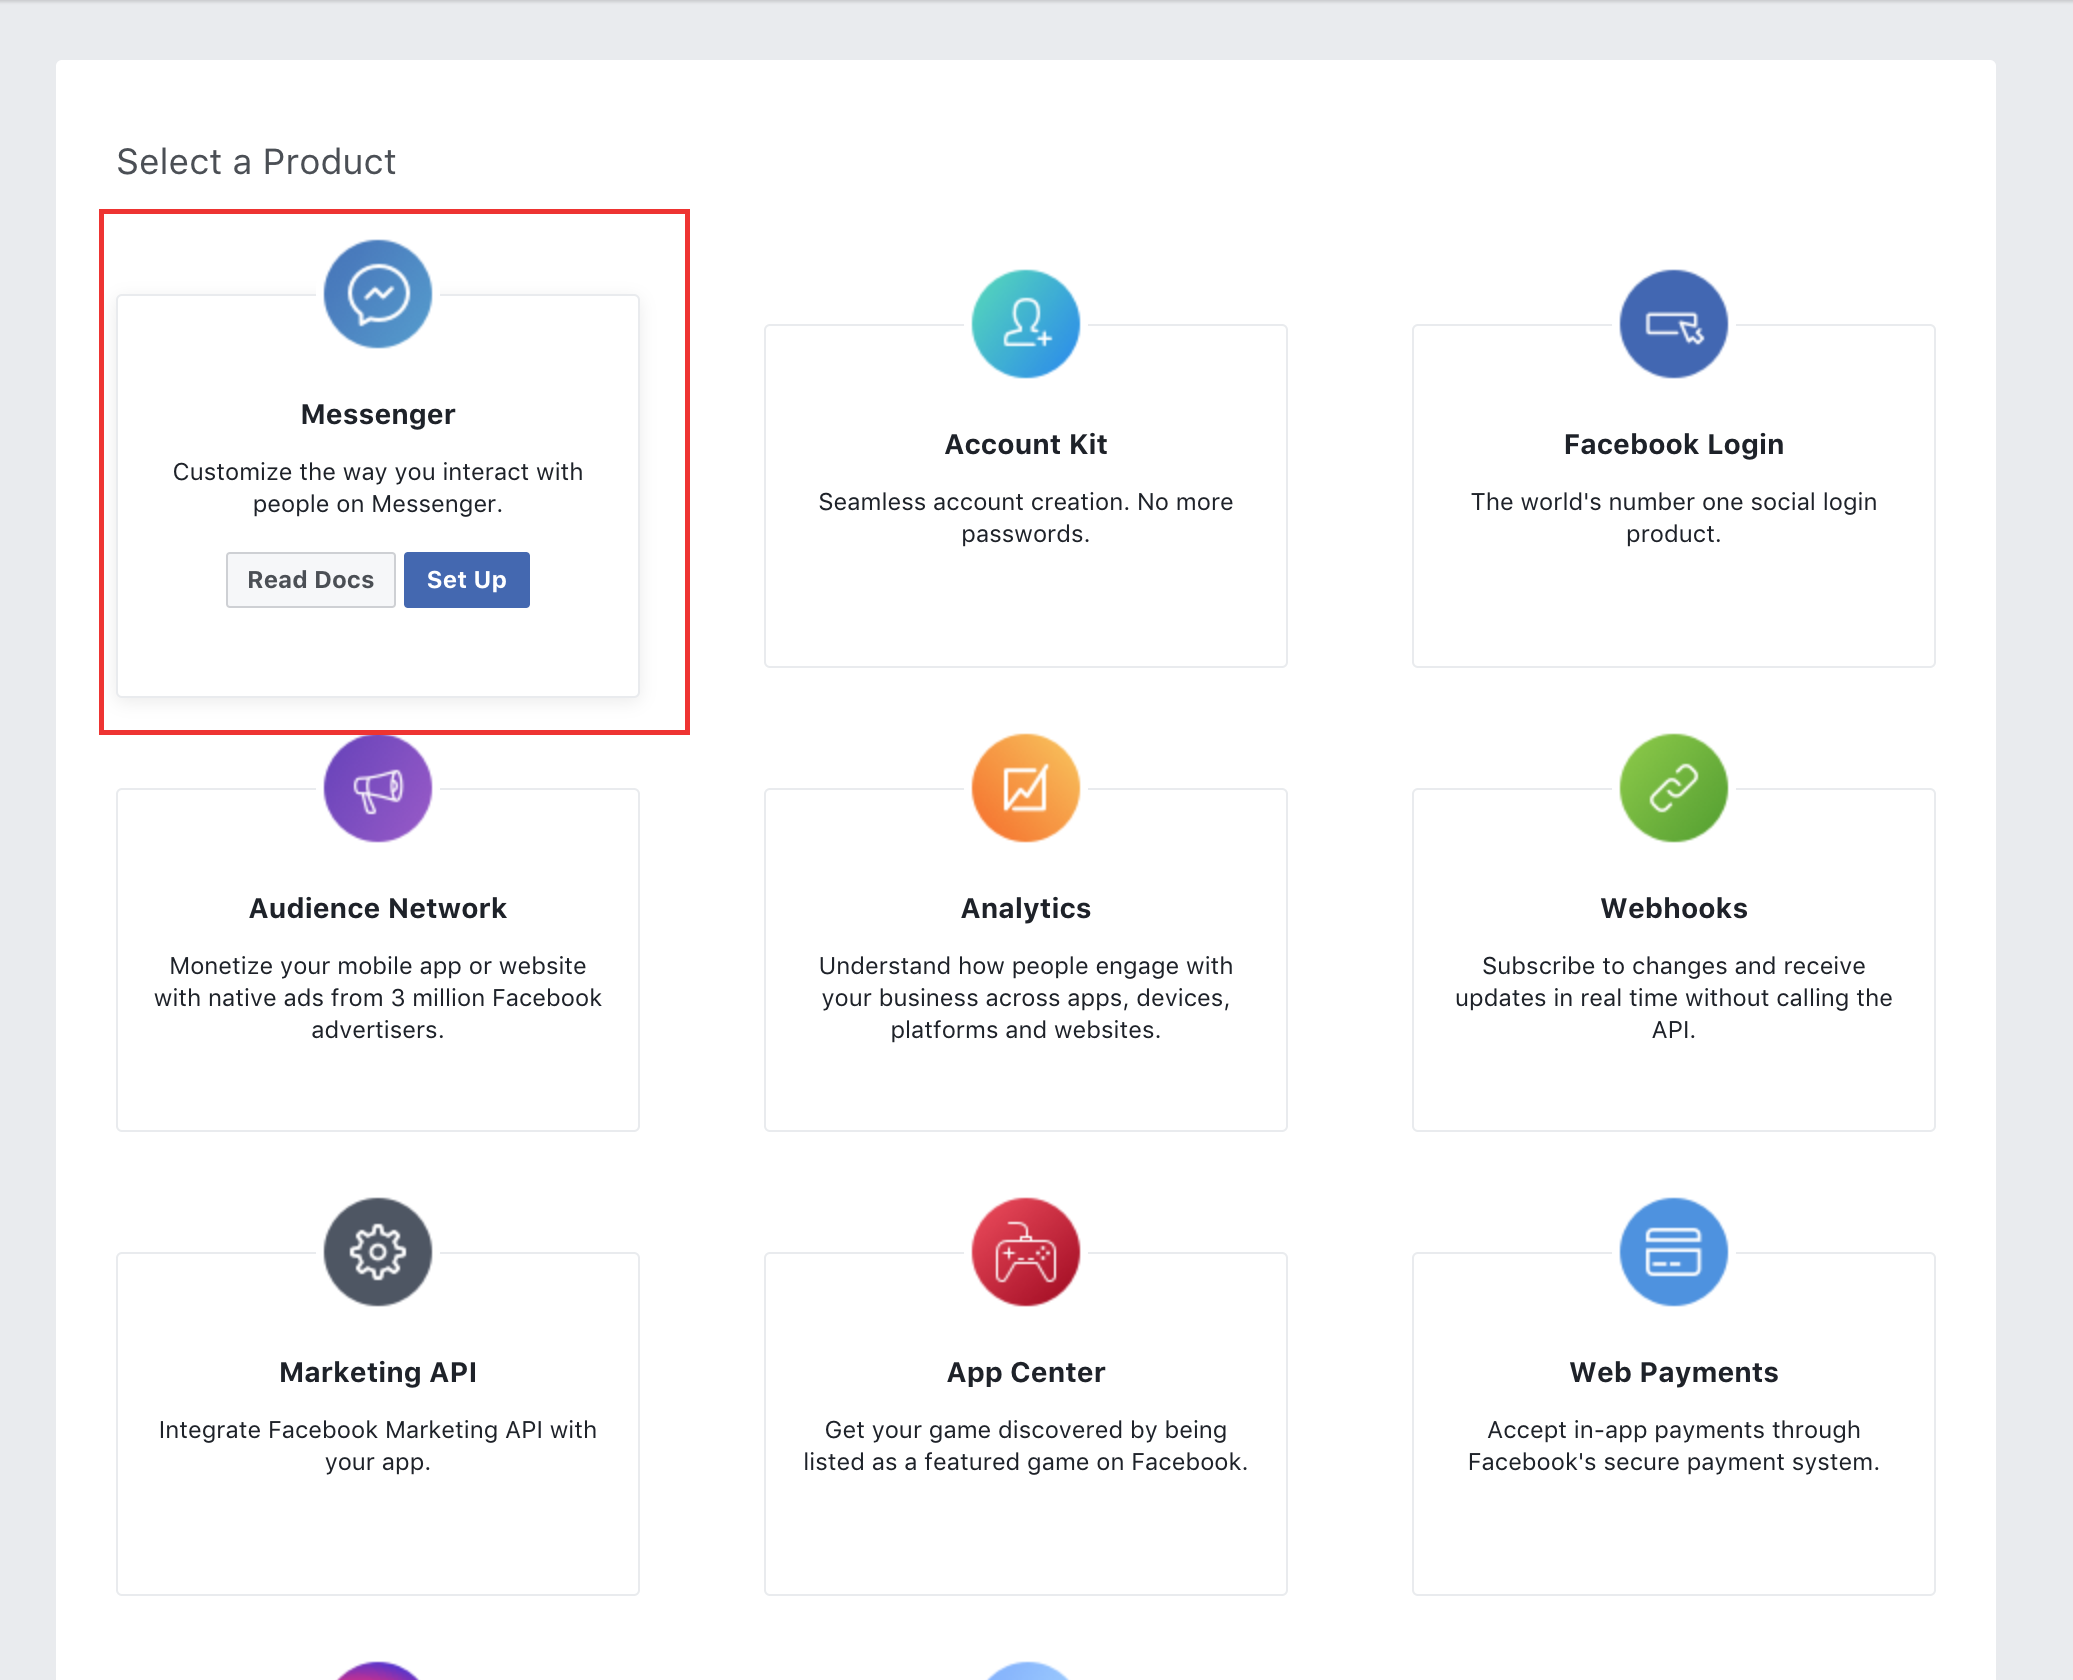 Select a Product
Messenger
Customize the way you interact with
people on Messenger.
Read Docs
Set Up
Account Kit
Seamless account creation. No more
passwords.
Facebook Login
The world's number one social login
product.
Audience Network
Monetize your mobile app or website
with native ads from 3 million Facebook
advertisers.
Analytics
Understand how people engage with
your business across apps, devices,
platforms and websites.
Webhooks
Subscribe to changes and receive
updates in real time without calling the
API.
Marketing API
Integrate Facebook Marketing API with
your app.
App Center
Get your game discovered by being
listed as a featured game on Facebook.
Web Payments
Accept in-app payments through
Facebook's secure payment system.